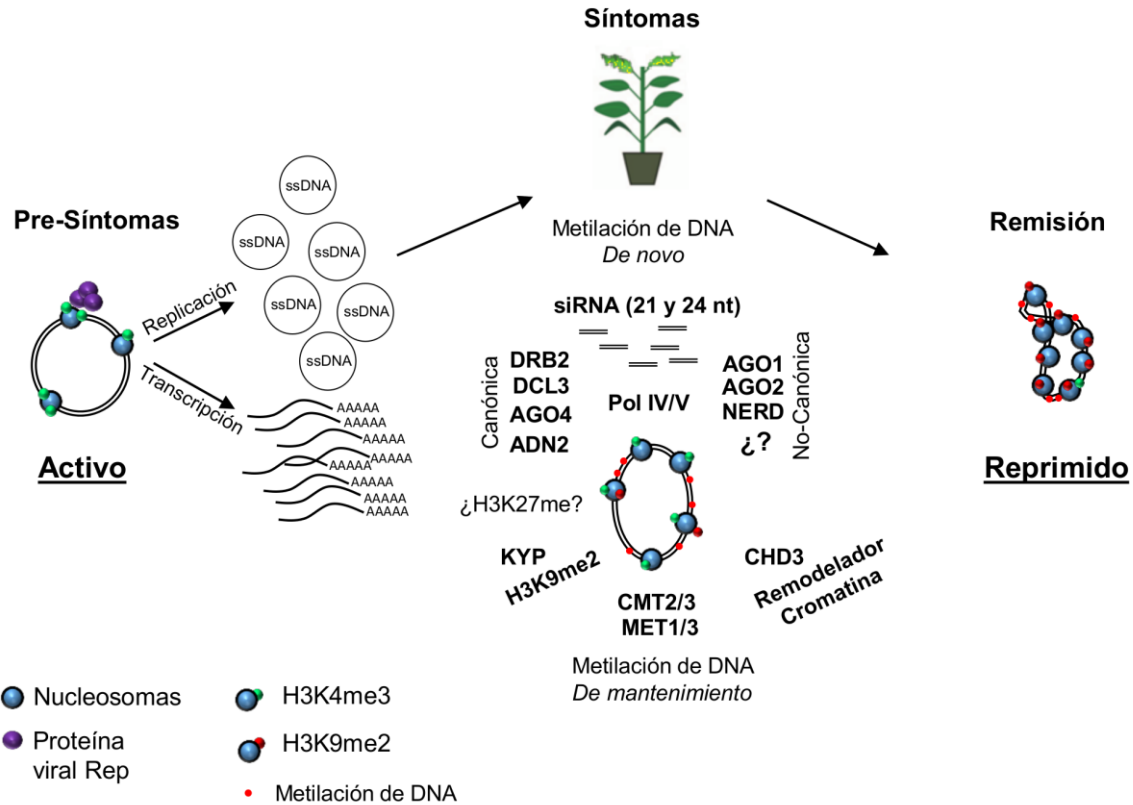 Síntomas
Pre-Síntomas
ssDNA
ssDNA
ssDNA
ssDNA
ssDNA
ssDNA
ssDNA
Replicación
Transcripción
AAAAA
AAAAA
AAAAA
AAAAA
AAAAA
AAAAA
AAAAA
AAAAA
Activo
Metilación de DNA
De novo
siRNA (21 y 24 nt)
Canónica
DRB2
DCL3
AGO4
ADN2
Pol IV/V
AGO1
AGO2
NERD
¿?
No-Canónica
¿H3K27me?
KYP
H3K9me2
CHD3
Remodelador
Cromatina
CMT2/3
MET1/3
Metilación de DNA
De mantenimiento
Remisión
Reprimido
Nucleosomas
Proteína
viral Rep
H3K4me3
H3K9me2
Metilación de DNA